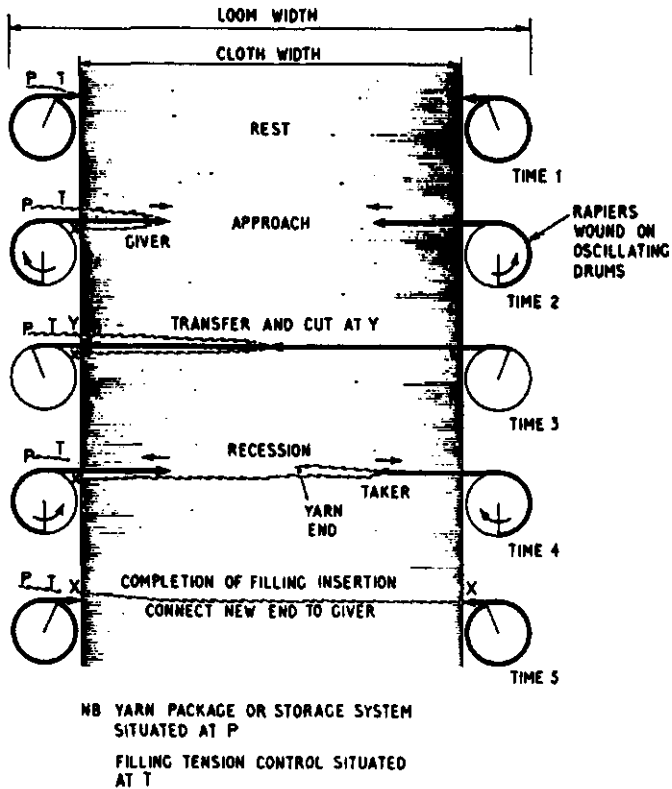 LOOM WIDTH
CLOTH WIDTH
P T
REST
TIME 1
P T
APPROACH
X
GIVER
RAPIERS
WOUND ON
OSCILLATING
DRUMS
TIME 2
P T Y
TRANSFER AND CUT AT Y
X
TIME 3
P T
RECESSION
X
YARN
END
TAKER
TIME 4
P T X
COMPLETION OF FILLING INSERTION
X
CONNECT NEW END TO GIVER
TIME 5
NB YARN PACKAGE OR STORAGE SYSTEM
SITUATED AT P
FILLING TENSION CONTROL SITUATED
AT T